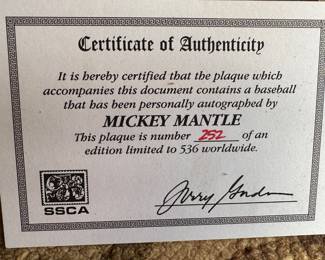 Certificate of Authenticity
It is hereby certified that the plaque which
accompanies this document contains a baseball
that has been personally autographed by
MICKEY MANTLE
This plaque is number 252 of an
edition limited to 536 worldwide.
SSCA